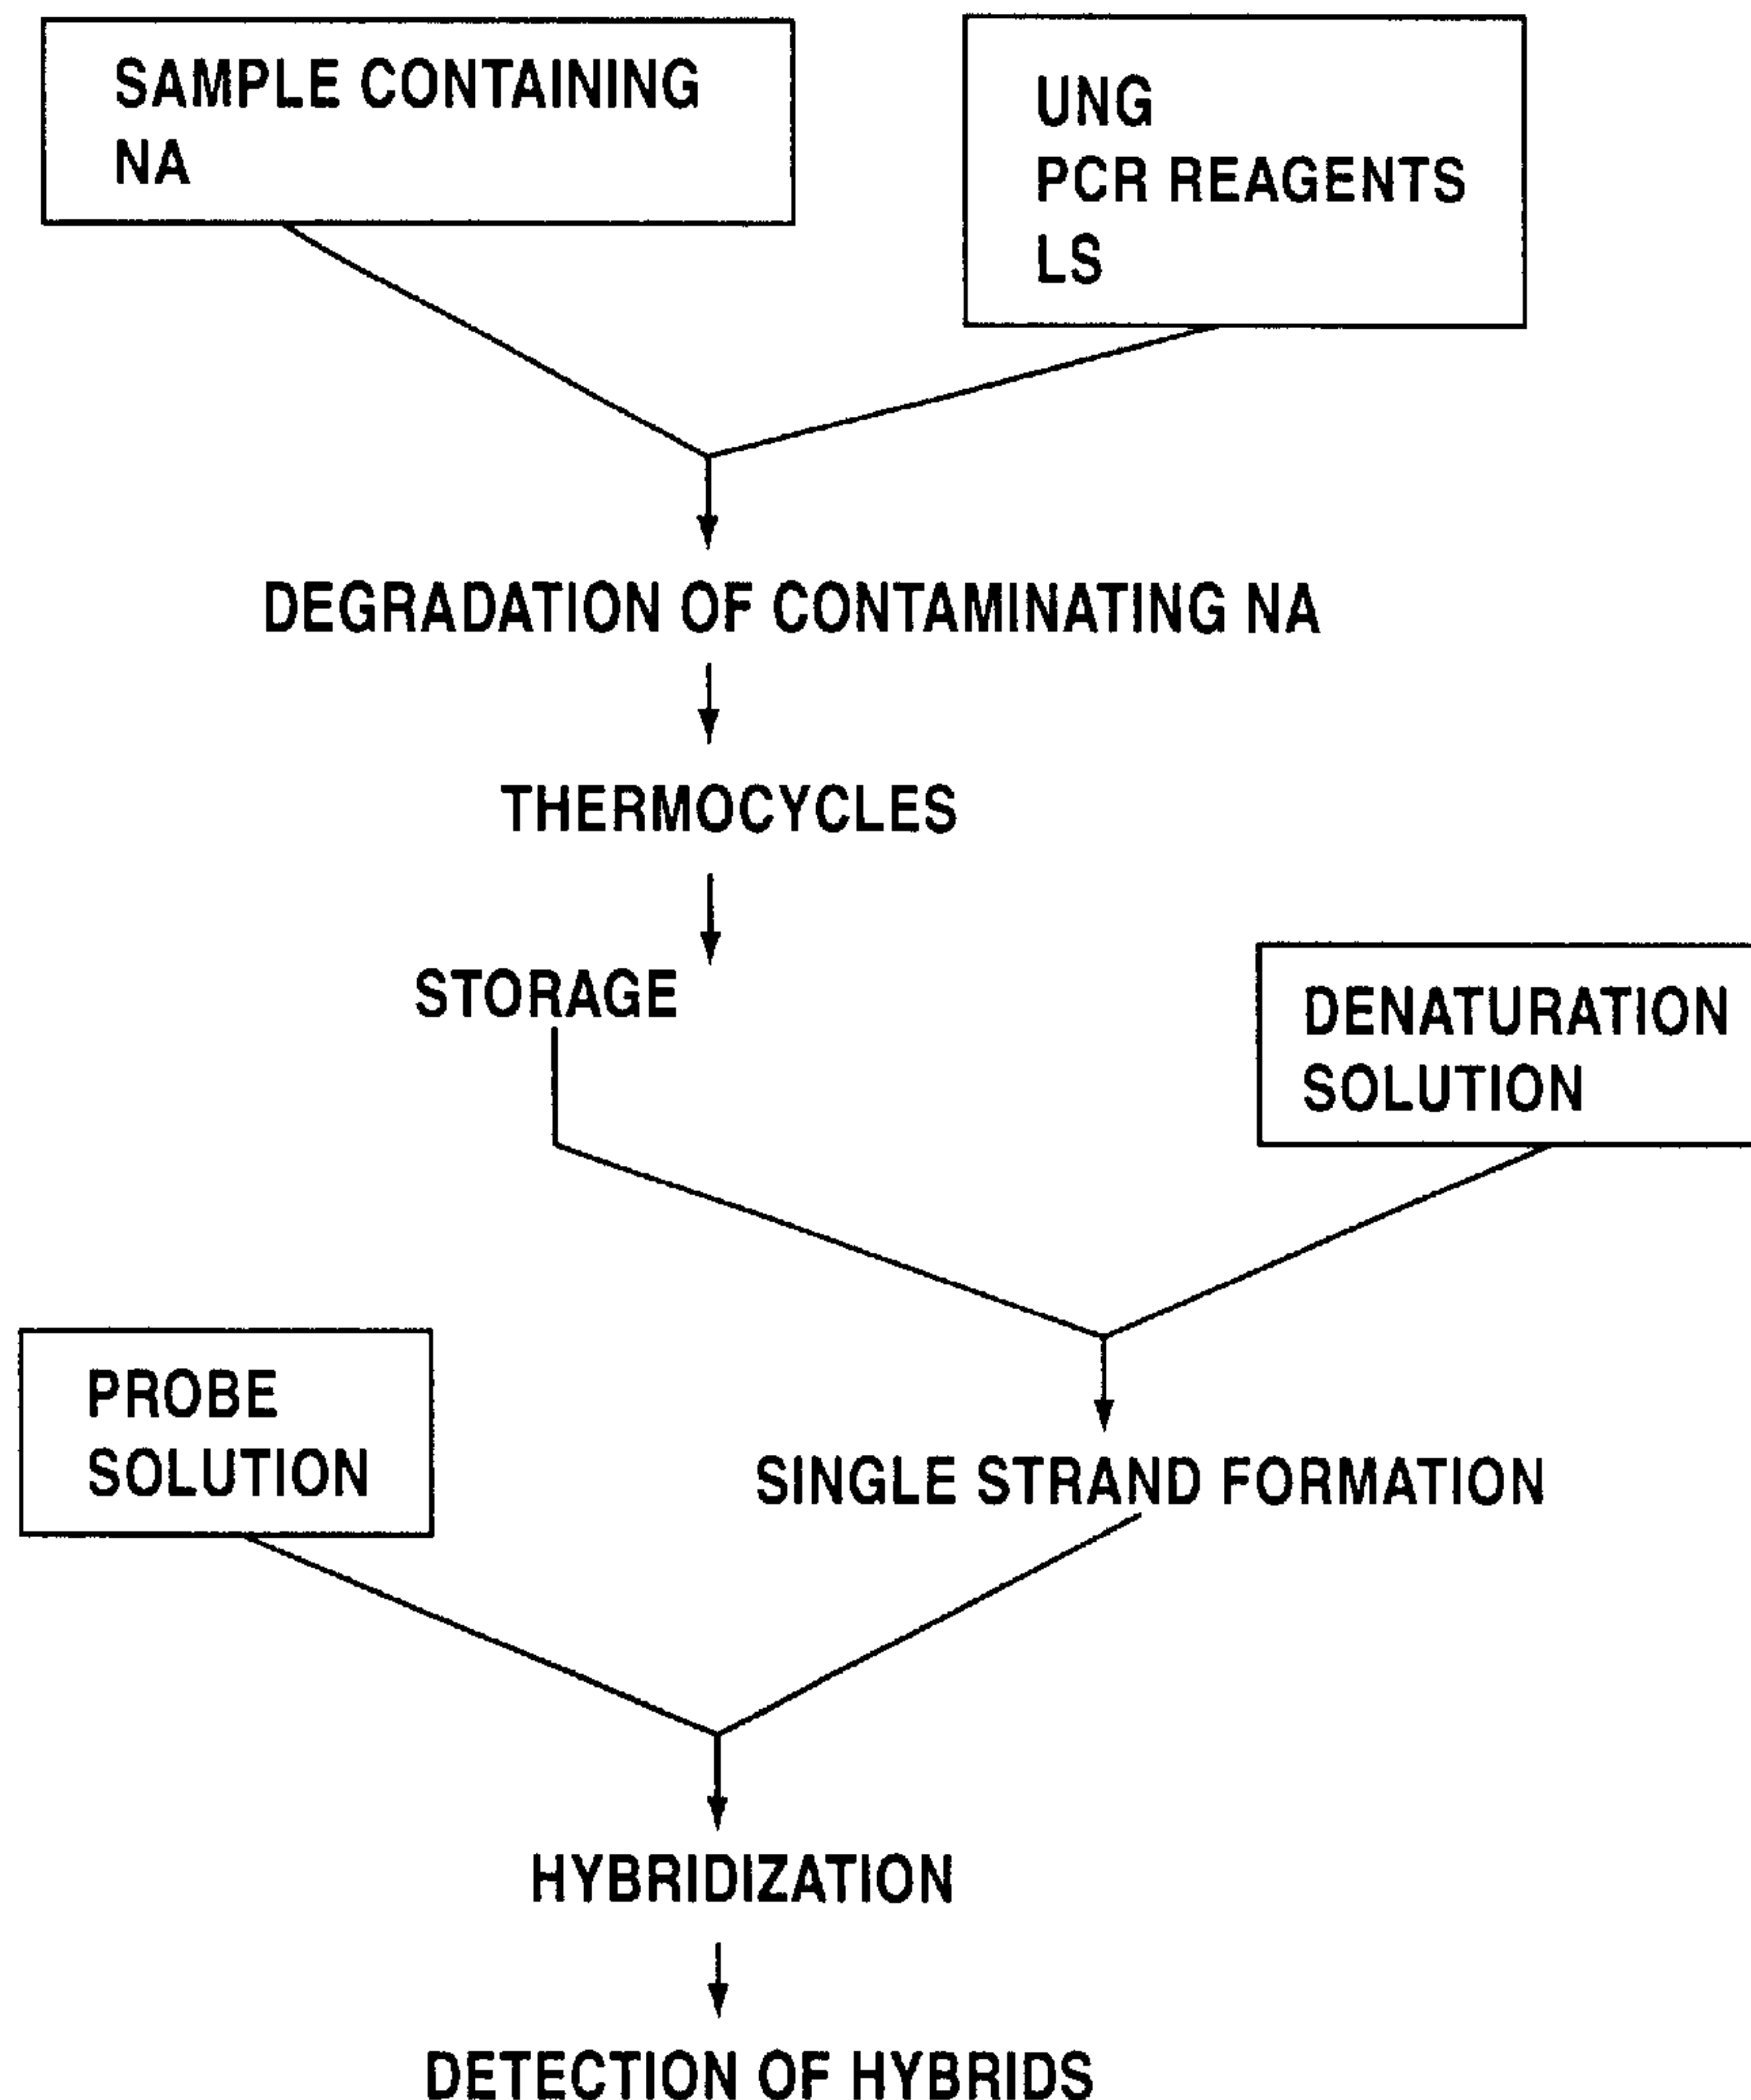 SAMPLE CONTAINING
NA
UNG
PCR REAGENTS
LS
DEGRADATION OF CONTAMINATING NA
THERMOCYCLES
STORAGE
DENATURATION
SOLUTION
PROBE
SOLUTION
SINGLE STRAND FORMATION
HYBRIDIZATION
DETECTION OF HYBRIDS